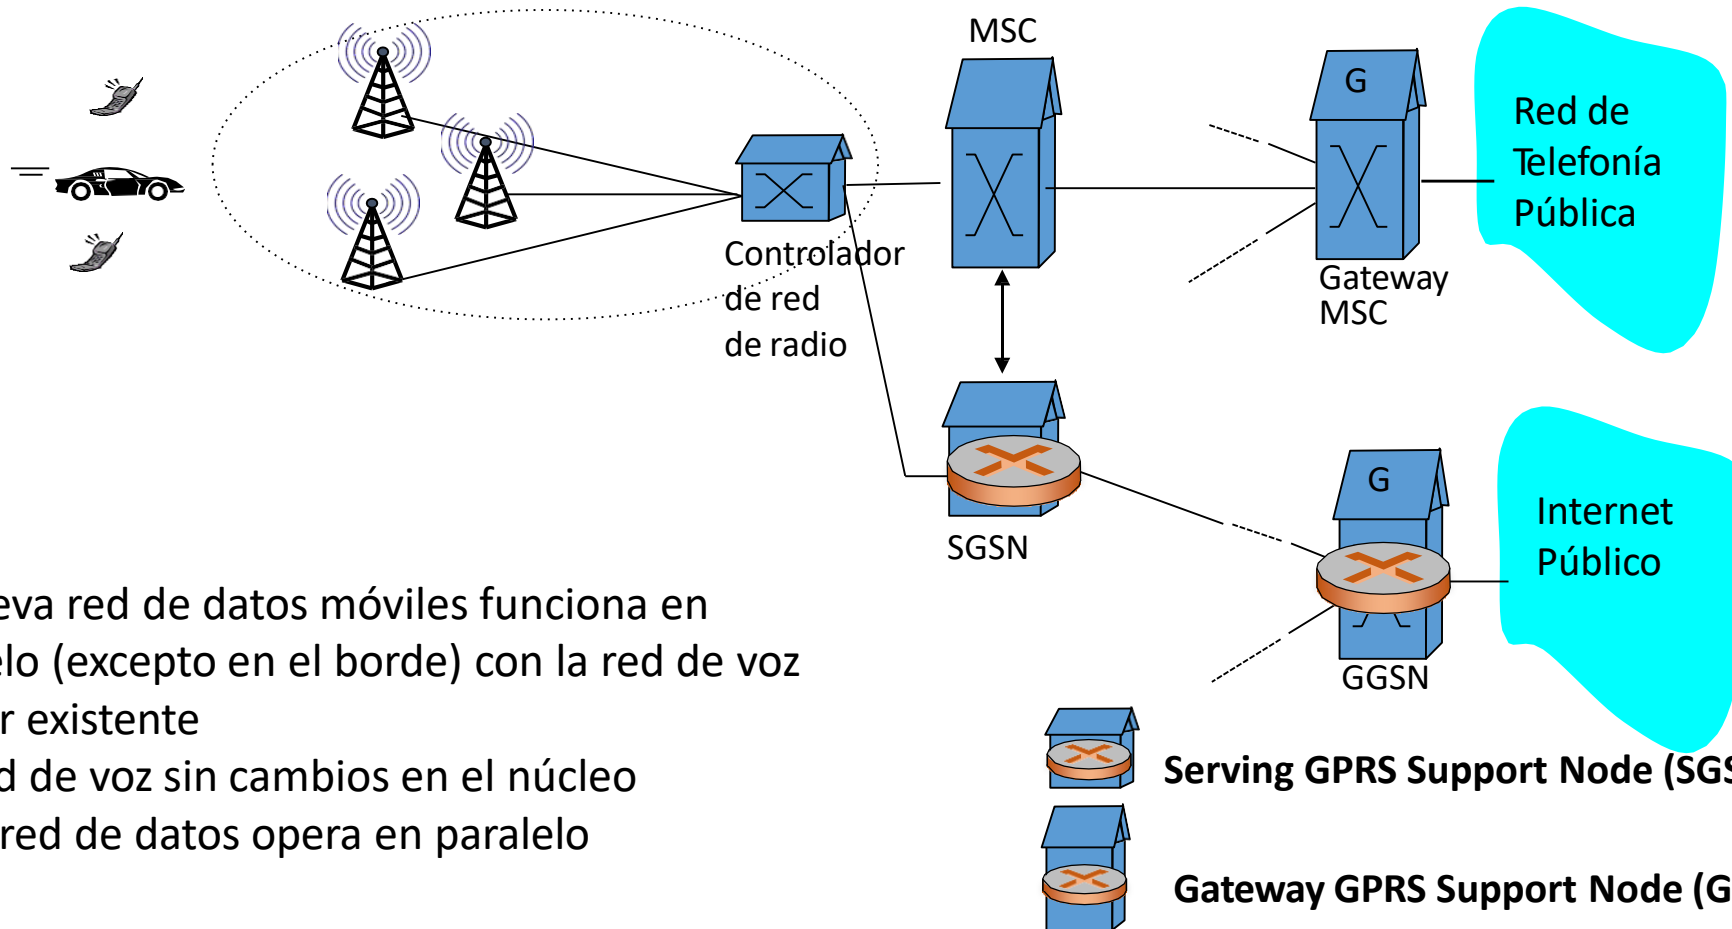 MSC
G
Red de
Telefonía
Pública
Controlador
de red
de radio
Gateway
MSC
G
Internet
Público
SGSN
GGSN
eva red de datos móviles funciona en
elo (excepto en el borde) con la red de voz
r existente
d de voz sin cambios en el núcleo
red de datos opera en paralelo
Serving GPRS Support Node (SGS
Gateway GPRS Support Node (G